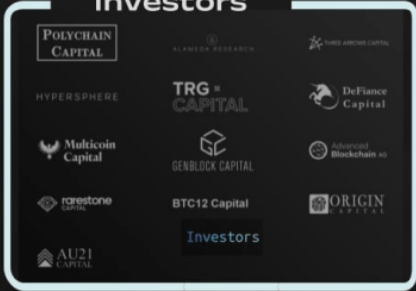 Investors
POLYCHAIN
CAPITAL
ALAMEDA RESEARCH
THREE ARROWS CAPITAL
HYPERSPHERE
TRG
CAPITAL
DeFiance
Capital
Multicoin
Capital
GENBLOCK CAPITAL
Advanced
Blockchain AG
rarestone
CAPITAL
BTC12 Capital
ORIGIN
CAPITAL
Investors
AU21
CAPITAL